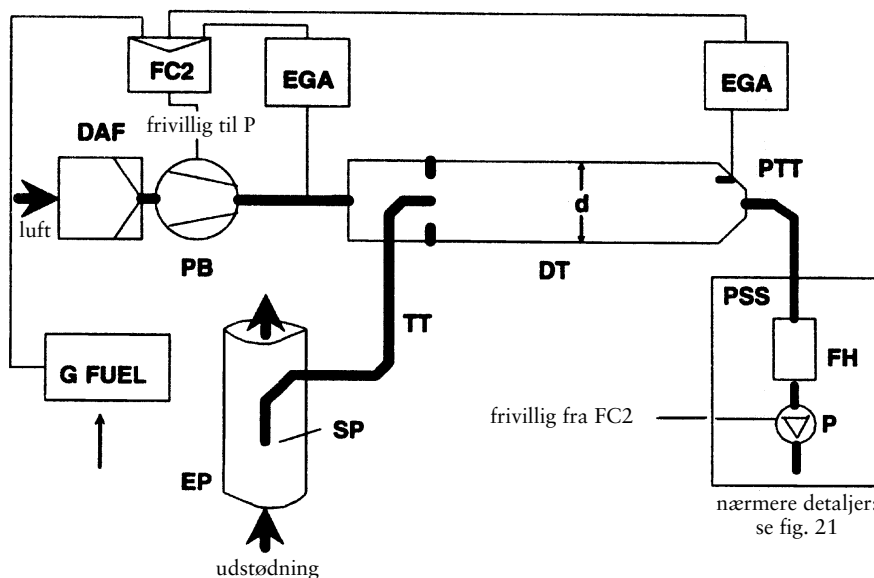 FC2
EGA
EGA
frivillig til P
DAF
PTT
luft
d
PB
DT
PSS
TT
G FUEL
FH
SP
frivillig fra FC2
P
EP
nærmere detaljer:
se fig. 21
udstødning